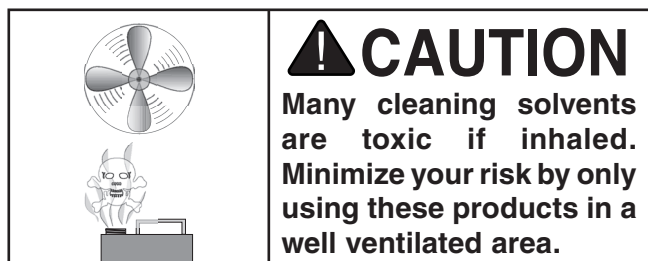 CAUTION
Many cleaning solvents
are toxic if inhaled.
Minimize your risk by only
using these products in a
well ventilated area.